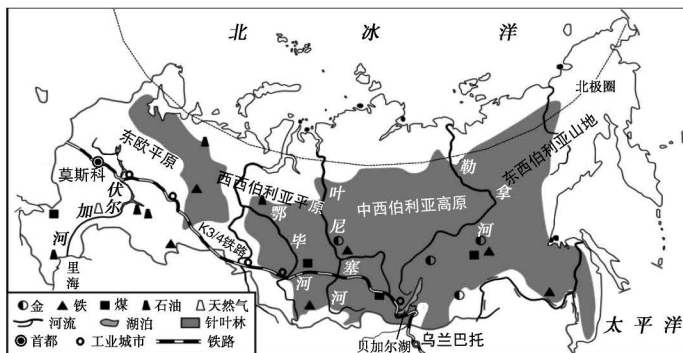 北 冰 洋
北极圈
东欧平原
莫斯科
伏尔加河
西西伯利亚平原
鄂毕河
叶尼塞河
中西伯利亚高原
勒拿河
东西伯利亚山地
K3/4铁路
里海
贝加尔湖
乌兰巴托
太平洋
金 铁 煤 石油 天然气
河流 湖泊 针叶林
首都 工业城市 铁路